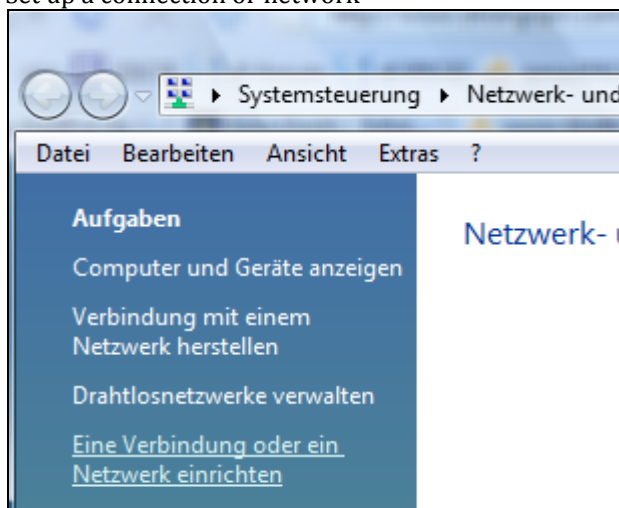 Set up a connection or network
Systemsteuerung ▸ Netzwerk- und
Datei Bearbeiten Ansicht Extras ?
Aufgaben
Netzwerk-
Computer und Geräte anzeigen
Verbindung mit einem
Netzwerk herstellen
Drahtlosnetzwerke verwalten
Eine Verbindung oder ein
Netzwerk einrichten